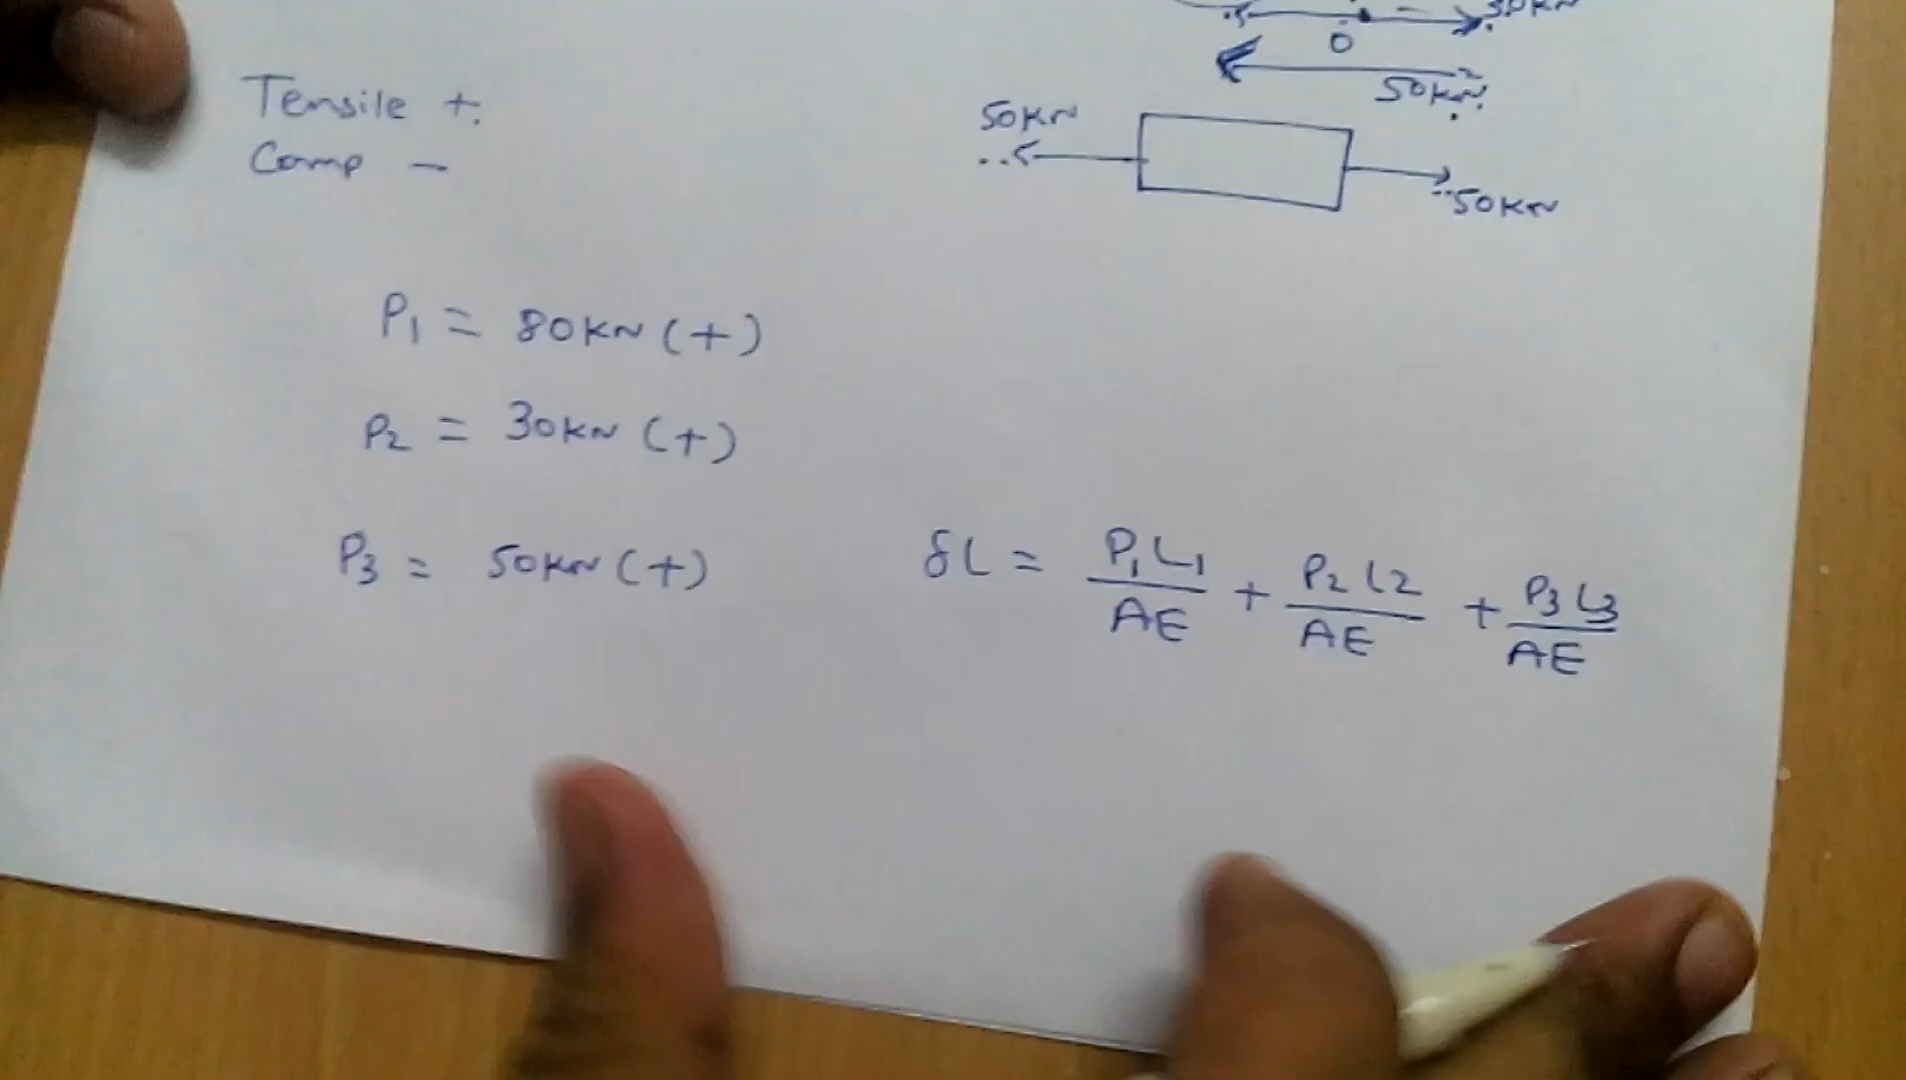 30KN
0
50KN
Tensile +
Comp -
50KN
50KN
P1 = 80KN (+)
P2 = 30KN (+)
P3 = 50KN (+)
δL = P1L1/AE + P2L2/AE + P3L3/AE